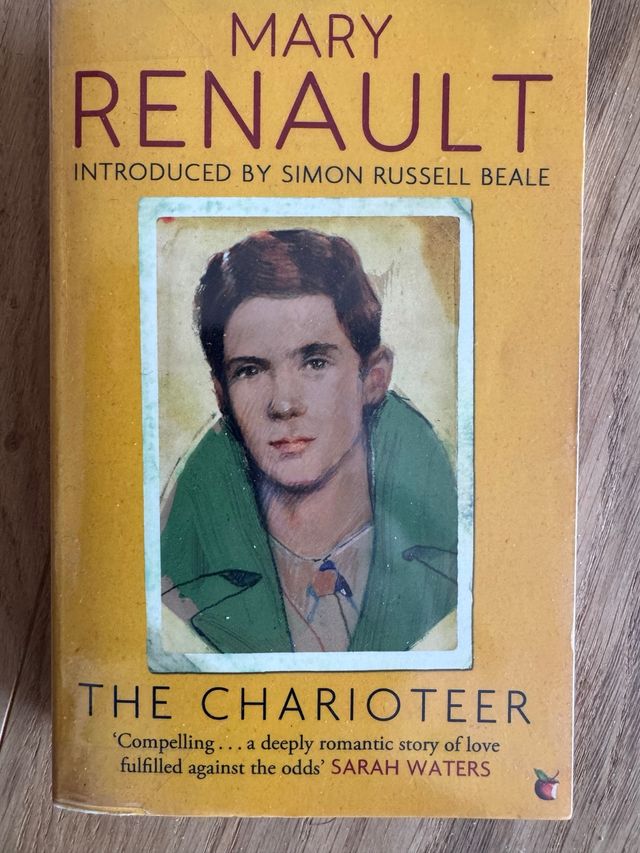 MARY
RENAULT
INTRODUCED BY SIMON RUSSELL BEALE
THE CHARIOTEER
‘Compelling . . . a deeply romantic story of love
fulfilled against the odds’ SARAH WATERS